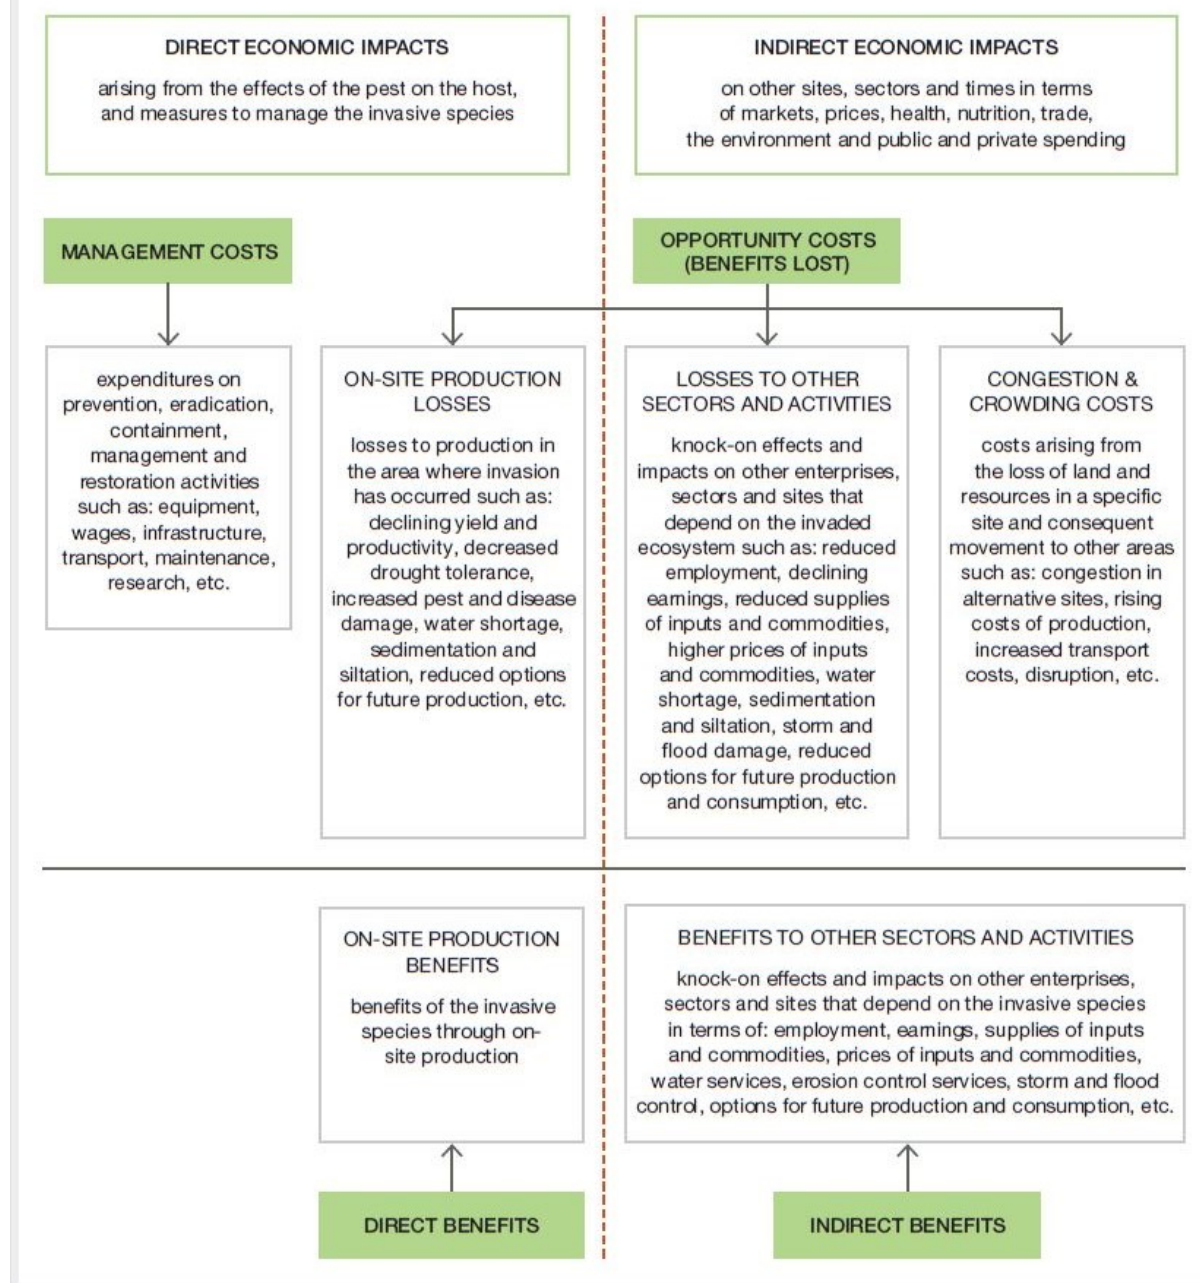 DIRECT ECONOMIC IMPACTS
arising from the effects of the pest on the host,
and measures to manage the invasive species
INDIRECT ECONOMIC IMPACTS
on other sites, sectors and times in terms
of markets, prices, health, nutrition, trade,
the environment and public and private spending
MANAGEMENT COSTS
OPPORTUNITY COSTS
(BENEFITS LOST)
expenditures on
prevention, eradication,
containment,
management and
restoration activities
such as: equipment,
wages, infrastructure,
transport, maintenance,
research, etc.
ON-SITE PRODUCTION
LOSSES
losses to production in
the area where invasion
has occurred such as:
declining yield and
productivity, decreased
drought tolerance,
increased pest and disease
damage, water shortage,
sedimentation and
siltation, reduced options
for future production, etc.
LOSSES TO OTHER
SECTORS AND ACTIVITIES
knock-on effects and
impacts on other enterprises,
sectors and sites that
depend on the invaded
ecosystem such as: reduced
employment, declining
earnings, reduced supplies
of inputs and commodities,
higher prices of inputs
and commodities, water
shortage, sedimentation
and siltation, storm and
flood damage, reduced
options for future production
and consumption, etc.
CONGESTION &
CROWDING COSTS
costs arising from
the loss of land and
resources in a specific
site and consequent
movement to other areas
such as: congestion in
alternative sites, rising
costs of production,
increased transport
costs, disruption, etc.
ON-SITE PRODUCTION
BENEFITS
benefits of the invasive
species through on-
site production
BENEFITS TO OTHER SECTORS AND ACTIVITIES
knock-on effects and impacts on other enterprises,
sectors and sites that depend on the invasive species
in terms of: employment, earnings, supplies of inputs
and commodities, prices of inputs and commodities,
water services, erosion control services, storm and flood
control, options for future production and consumption, etc.
DIRECT BENEFITS
INDIRECT BENEFITS